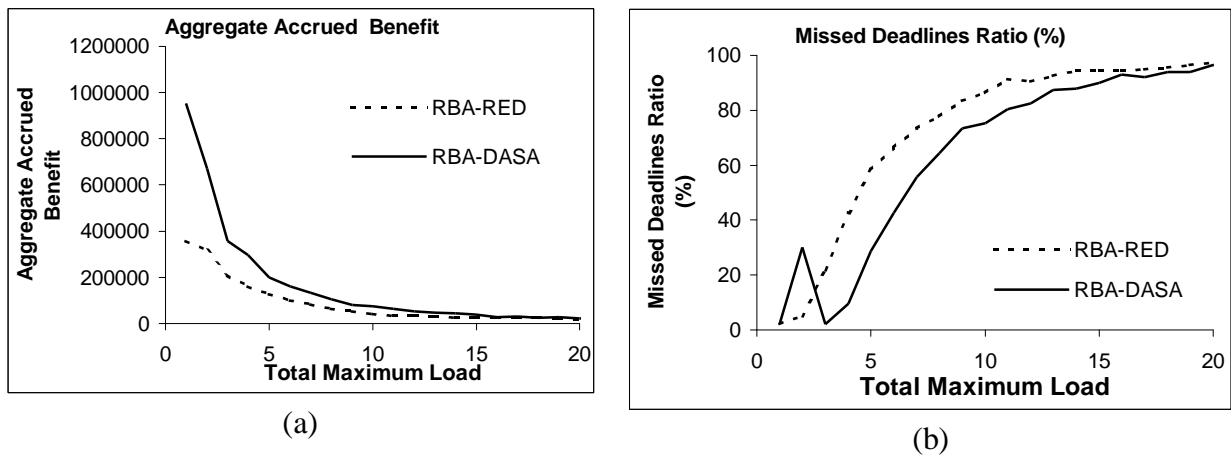 Aggregate Accrued Benefit
1200000
1000000
800000
600000
400000
200000
0
Aggregate Accrued
Benefit
RBA-RED
RBA-DASA
0
5
10
15
20
Total Maximum Load
(a)
Missed Deadlines Ratio (%)
100
80
60
40
20
0
Missed Deadlines Ratio
(%)
RBA-RED
RBA-DASA
0
5
10
15
20
Total Maximum Load
(b)